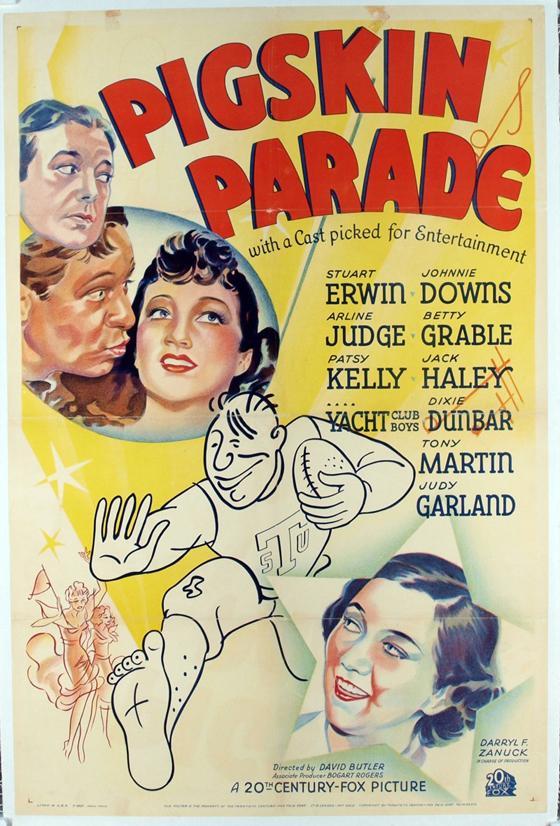 PIGSKIN
PARADE
with a Cast picked for Entertainment
STUART ERWIN · JOHNNIE DOWNS
ARLINE JUDGE · BETTY GRABLE
PATSY KELLY · JACK HALEY
.... YACHT CLUB BOYS · DIXIE DUNBAR
TONY MARTIN
JUDY GARLAND
STU
DARRYL F. ZANUCK
IN CHARGE OF PRODUCTION
Directed by DAVID BUTLER
Associate Producer BOGART ROGERS
A 20TH CENTURY-FOX PICTURE
20th CENTURY FOX